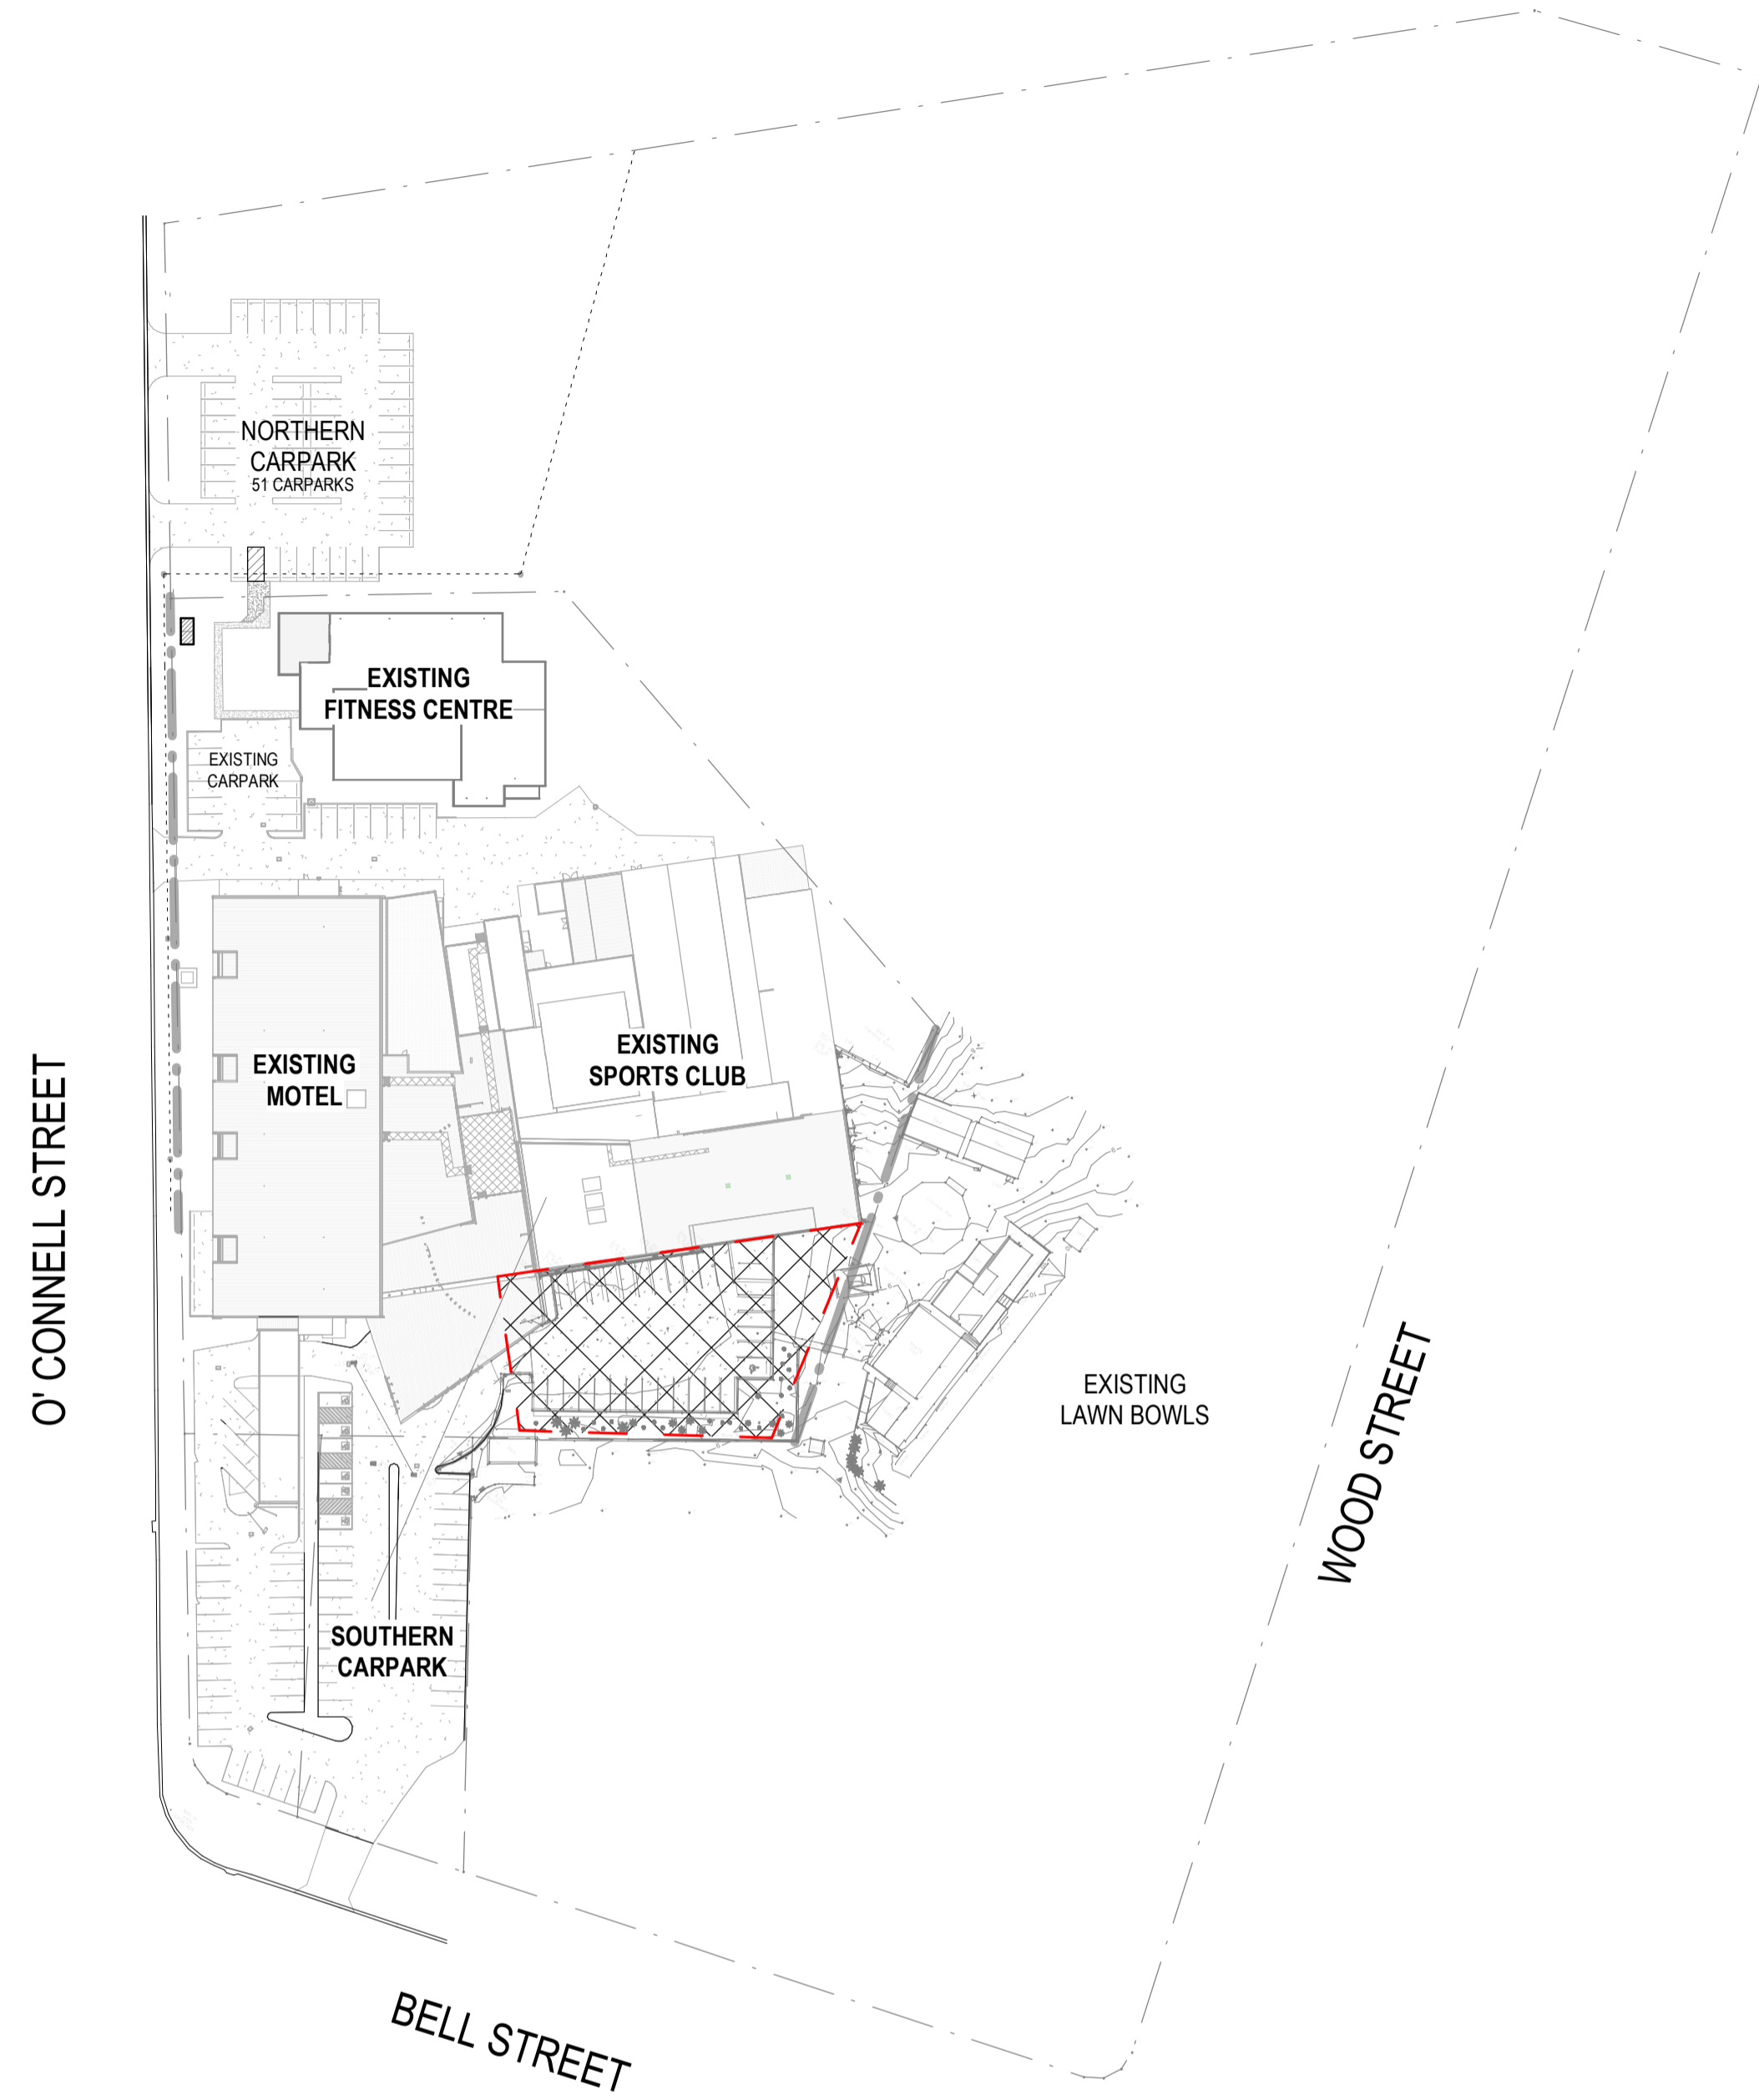 NORTHERN
CARPARK
51 CARPARKS
EXISTING
FITNESS CENTRE
EXISTING
CARPARK
EXISTING
SPORTS CLUB
EXISTING
MOTEL
O' CONNELL STREET
EXISTING
LAWN BOWLS
WOOD STREET
SOUTHERN
CARPARK
BELL STREET